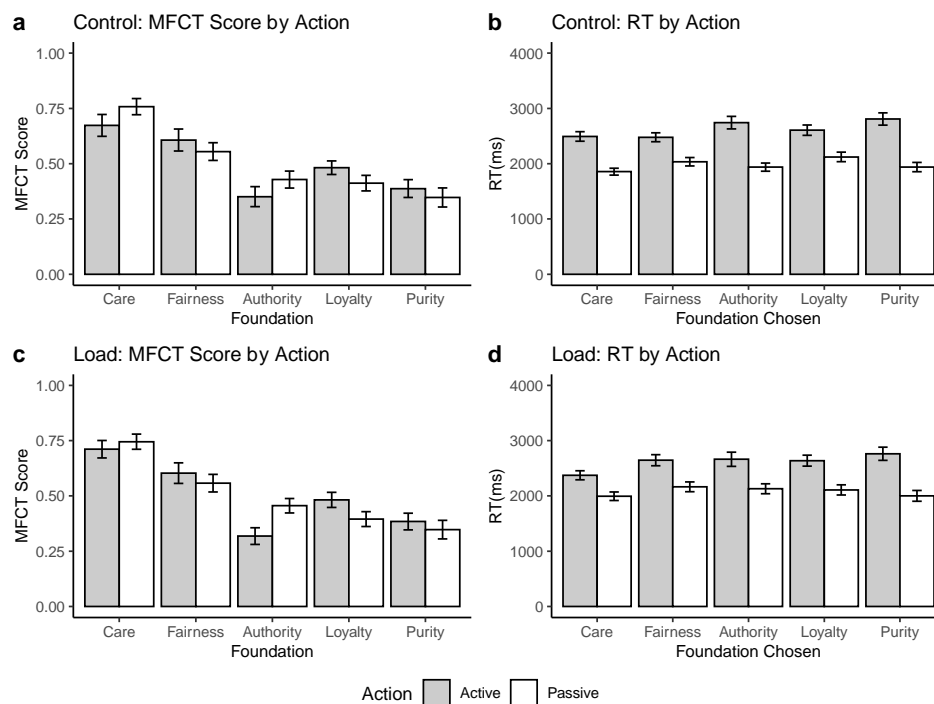 a Control: MFCT Score by Action
1.00
0.75
0.50
0.25
0.00
MFCT Score
Care Fairness Authority Loyalty Purity
Foundation
b Control: RT by Action
4000
3000
2000
1000
0
RT(ms)
Care Fairness Authority Loyalty Purity
Foundation Chosen
c Load: MFCT Score by Action
1.00
0.75
0.50
0.25
0.00
MFCT Score
Care Fairness Authority Loyalty Purity
Foundation
d Load: RT by Action
4000
3000
2000
1000
0
RT(ms)
Care Fairness Authority Loyalty Purity
Foundation Chosen
Action Active Passive